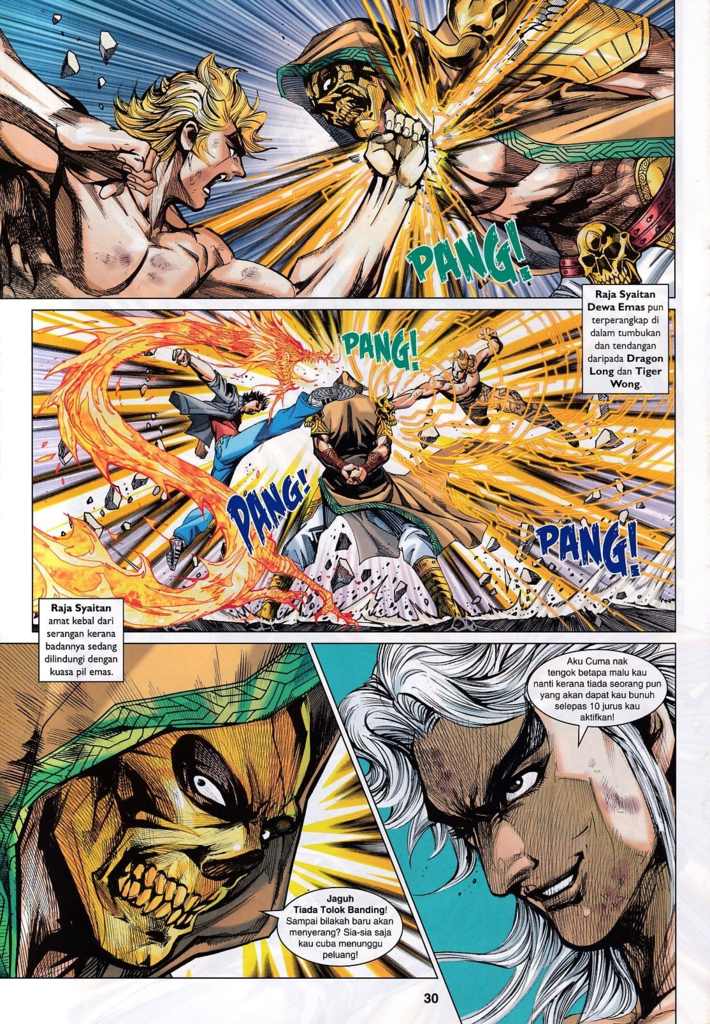 PANG!
Raja Syaitan
Dewa Emas pun
terperangkap di
dalam tumbukan
dan tendangan
daripada Dragon
Long dan Tiger
Wong.
PANG!
PANG!
PANG!
Raja Syaitan
amat kebal dari
serangan kerana
badannya sedang
dilindungi dengan
kuasa pil emas.
Aku Cuma nak
tengok betapa malu kau
nanti kerana tiada seorang pun
yang akan dapat kau bunuh
selepas 10 jurus kau
aktifkan!
Jaguh
Tiada Tolok Banding!
Sampai bilakah baru akan
menyerang? Sia-sia saja
kau cuba menunggu
peluang!
30